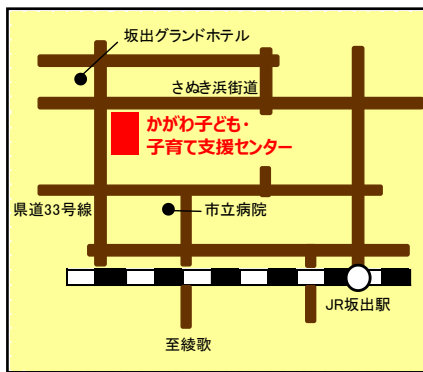 坂出グランドホテル
さぬき浜街道
かがわ子ども・
子育て支援センター
県道33号線
市立病院
JR坂出駅
至綾歌